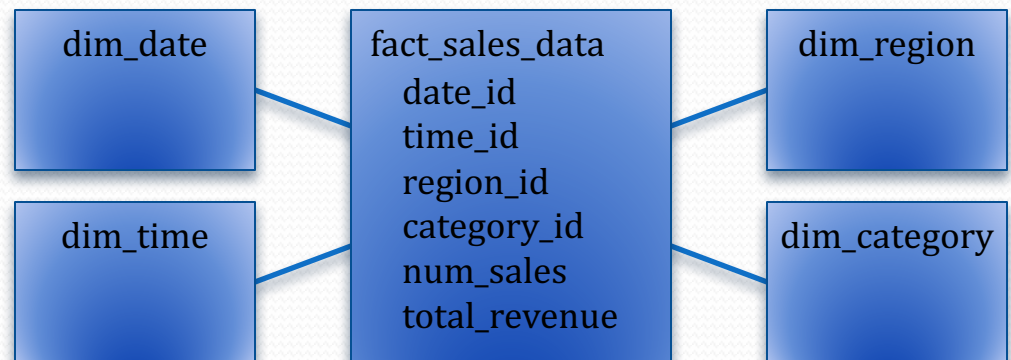 dim_date
dim_time
fact_sales_data
date_id
time_id
region_id
category_id
num_sales
total_revenue
dim_region
dim_category